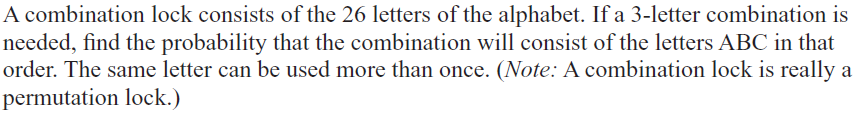 A combination lock consists of the 26 letters of the alphabet. If a 3-letter combination is
needed, find the probability that the combination will consist of the letters ABC in that
order. The same letter can be used more than once. (Note: A combination lock is really a
permutation lock.)